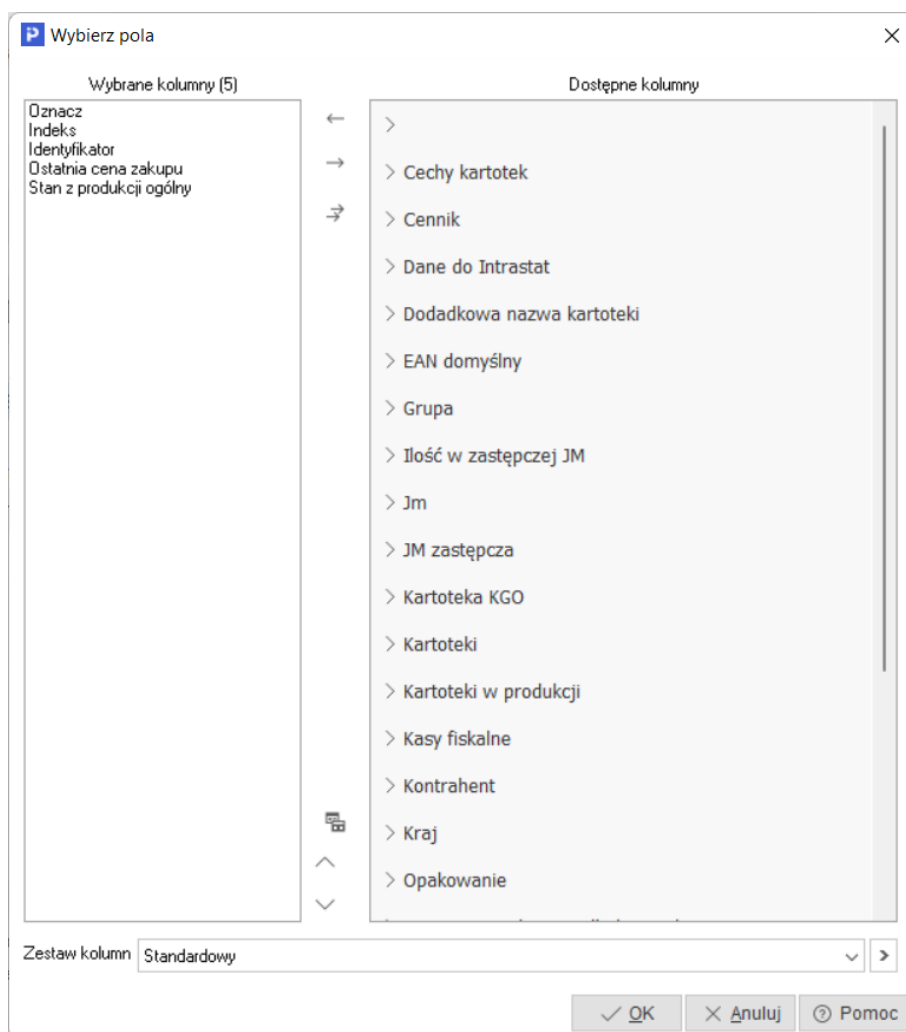 Wybierz pola
Wybrane kolumny (5)
Dostępne kolumny
Oznacz
Indeks
Identyfikator
Ostatnia cena zakupu
Stan z produkcji ogólny
Cechy kartotek
Cennik
Dane do Intrastat
Dodadkowa nazwa kartoteki
EAN domyślny
Grupa
Ilość w zastępczej JM
Jm
JM zastępcza
Kartoteka KGO
Kartoteki
Kartoteki w produkcji
Kasy fiskalne
Kontrahent
Kraj
Opakowanie
Zestaw kolumn Standardowy
OK Anuluj Pomoc